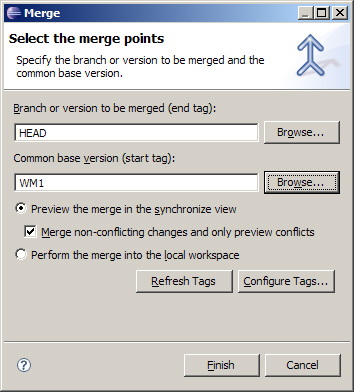 Merge
Select the merge points
Specify the branch or version to be merged and the
common base version.
Branch or version to be merged (end tag):
HEAD
Browse...
Common base version (start tag):
WM1
Browse...
Preview the merge in the synchronize view
Merge non-conflicting changes and only preview conflicts
Perform the merge into the local workspace
Refresh Tags
Configure Tags...
?
Finish
Cancel